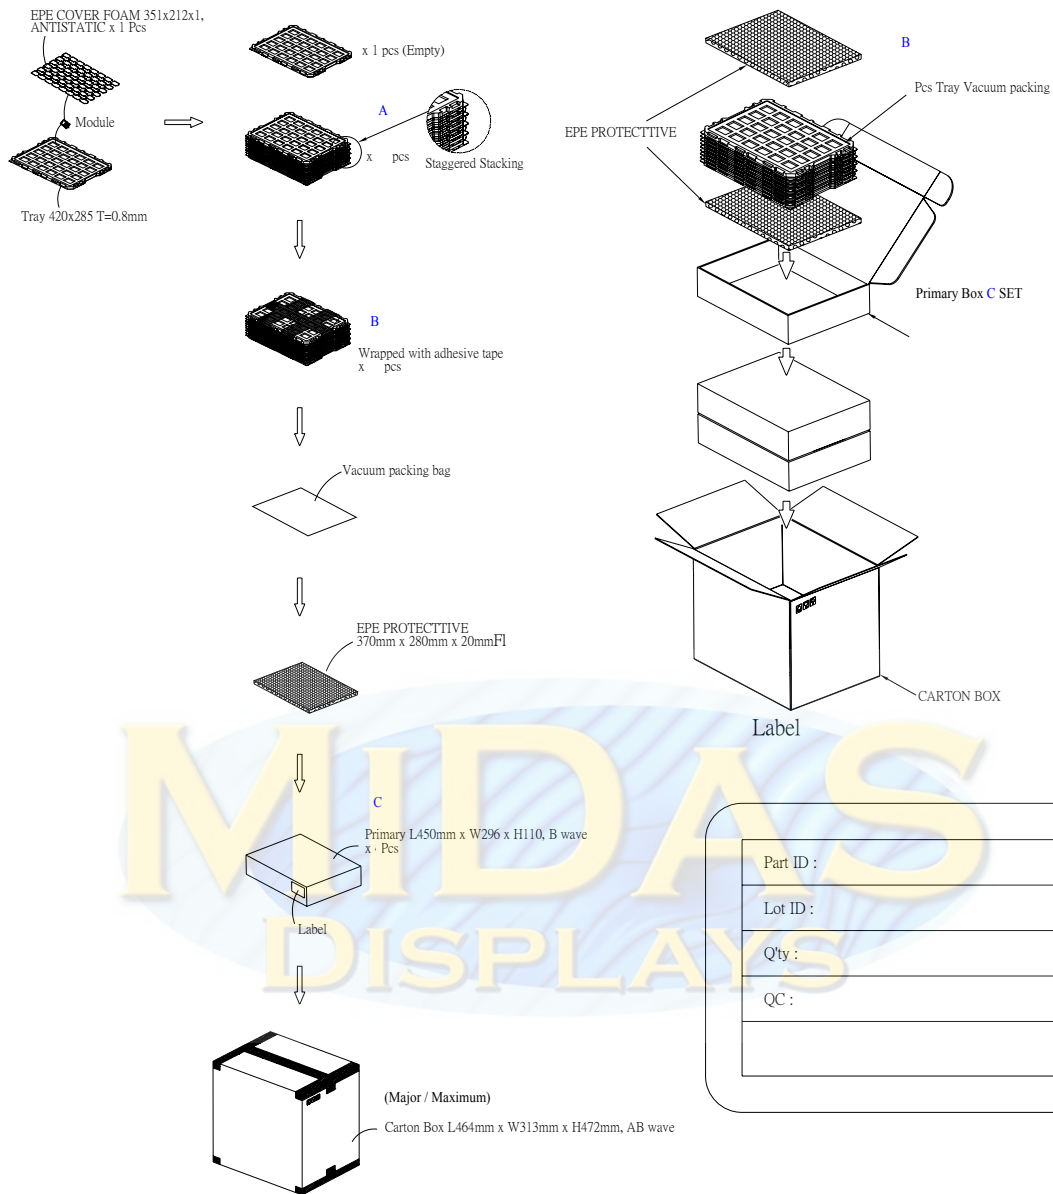 EPE COVER FOAM 351x212x1,
ANTISTATIC x 1 Pcs
Module
Tray 420x285 T=0.8mm
x 1 pcs (Empty)
A
x pcs
Staggered Stacking
B
Wrapped with adhesive tape
x pcs
Vacuum packing bag
EPE PROTECTTIVE
370mm x 280mm x 20mmFl
C
Primary L450mm x W296 x H110, B wave
x Pcs
Label
(Major / Maximum)
Carton Box L464mm x W313mm x H472mm, AB wave
B
Pcs Tray Vacuum packing
EPE PROTECTTIVE
Primary Box C SET
CARTON BOX
Label
Part ID :
Lot ID :
Q'ty :
QC :
MIDAS
DISPLAYS